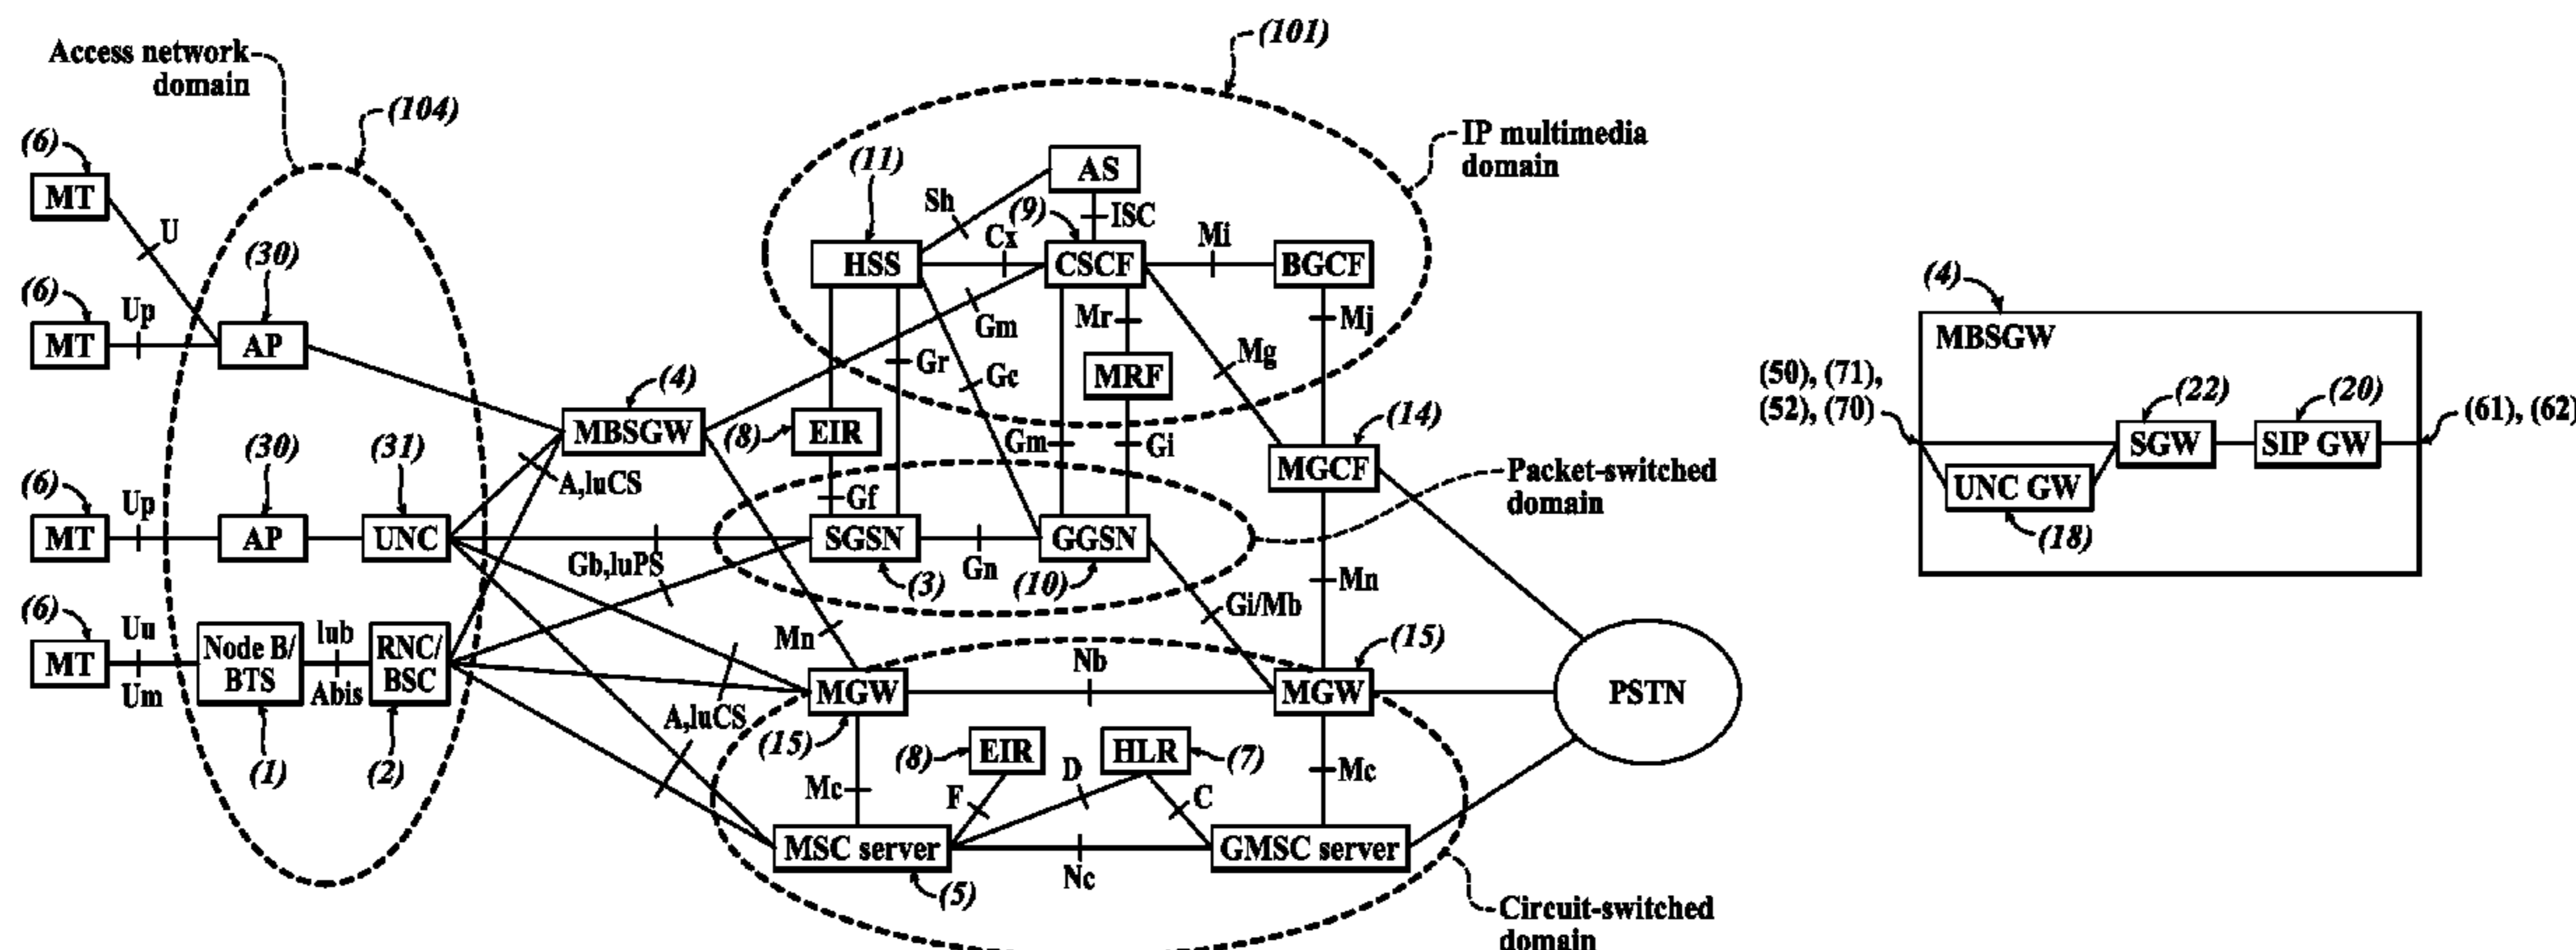 (101)
Access network
domain
(104)
(6)
MT
U
(30)
(6)
Up
MT
AP
IP multimedia
domain
(11)
AS
Sh
(9)
ISC
Cx
Mi
HSS
CSCF
BGCF
Gm
Mr
Mj
Gr
Gc
MRF
Mg
(4)
MBSGW
(8)
EIR
Gm
Gi
(14)
MGCF
(30)
(31)
A,luCS
(6)
Up
MT
AP
UNC
Gf
Packet-switched
domain
SGSN
GGSN
Gb,luPS
(3)
Gn
(10)
Gi/Mb
Mn
(6)
Uu
MT
Um
Node B/
BTS
lub
Abis
RNC/
BSC
(1)
(2)
Mn
(15)
Nb
MGW
MGW
PSTN
A,luCS
(15)
(8)
EIR
HLR
(7)
Mc
F
D
C
Mc
MSC server
GMSC server
(5)
Nc
Circuit-switched
domain
(4)
MBSGW
(50), (71),
(52), (70)
(22)
(20)
(61), (62)
SGW
SIP GW
UNC GW
(18)